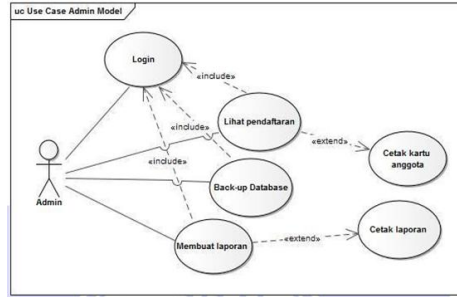 uc Use Case Admin Model
Login
«include»
Lihat pendaftaran
«include»
«extend»
Cetak kartu
anggota
«include»
Back-up Database
Admin
Cetak laporan
Membuat laporan
«extend»